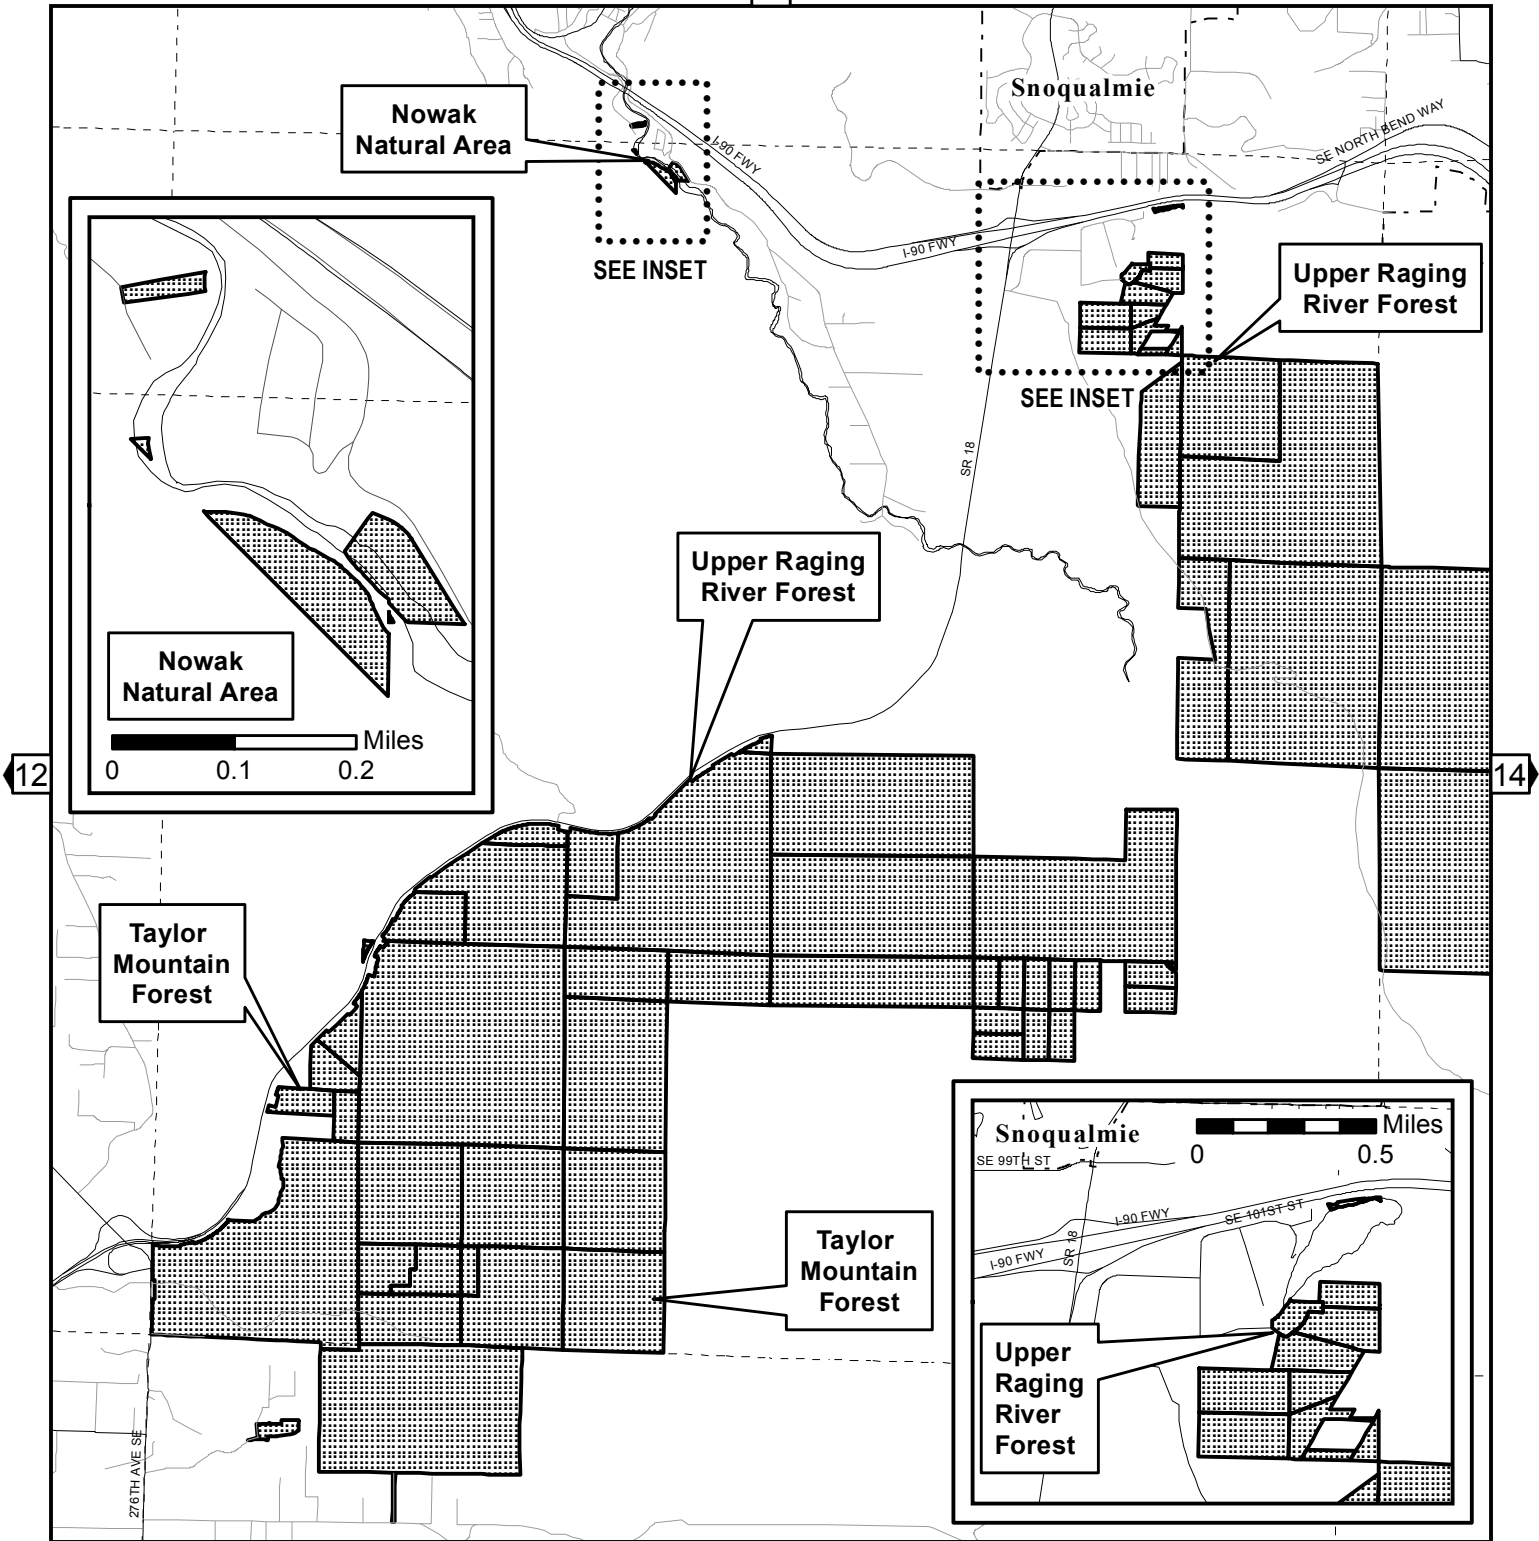 Snoqualmie
SE NORTH BEND WAY
Nowak
Natural Area
I-90 FWY
I-90 FWY
SEE INSET
Upper Raging
River Forest
SEE INSET
SR 18
Upper Raging
River Forest
Nowak
Natural Area
Miles
0 0.1 0.2
12
14
Taylor
Mountain
Forest
Snoqualmie
Miles
0 0.5
SE 99TH ST
I-90 FWY
SE 101ST ST
SR 18
I-90 FWY
Upper
Raging
River
Forest
Taylor
Mountain
Forest
276TH AVE SE